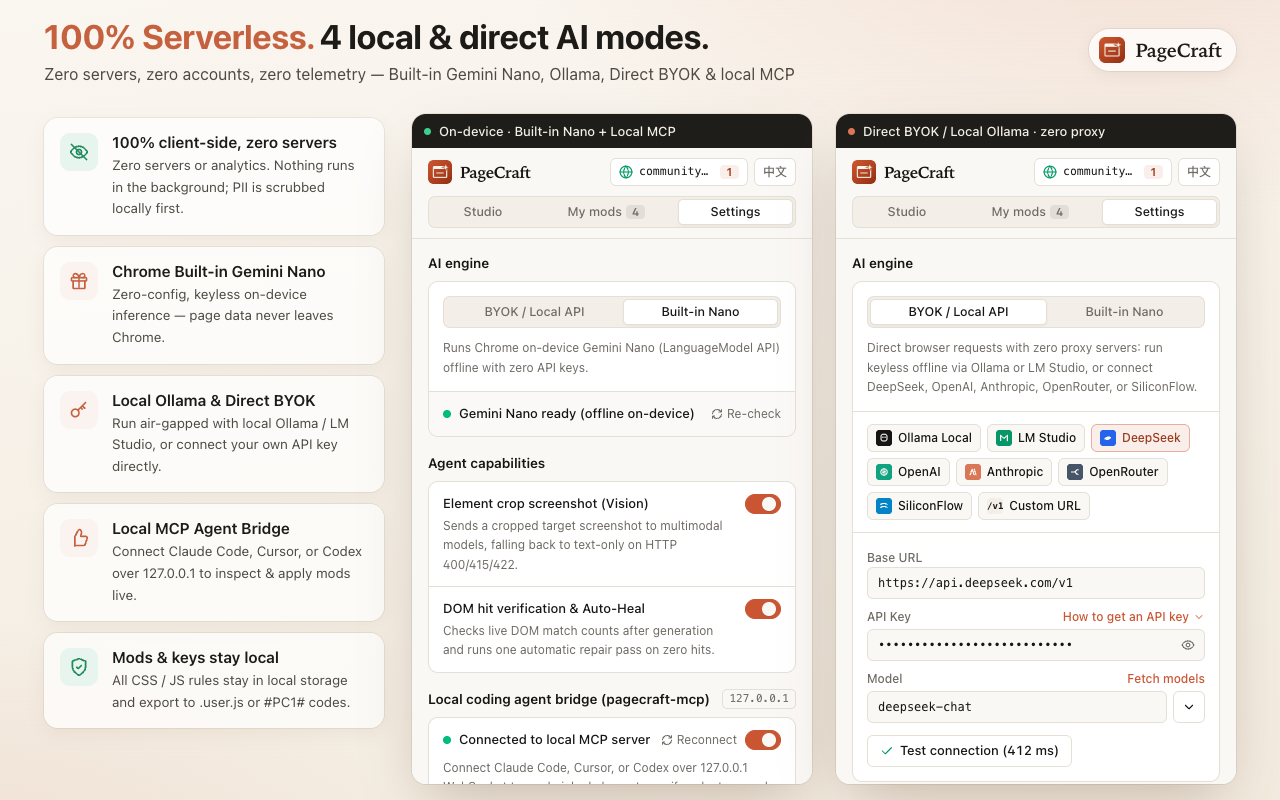 100% Serverless. 4 local & direct AI modes.
Zero servers, zero accounts, zero telemetry — Built-in Gemini Nano, Ollama, Direct BYOK & local MCP
PageCraft
100% client-side, zero servers
Zero servers or analytics. Nothing runs
in the background; PII is scrubbed
locally first.
Chrome Built-in Gemini Nano
Zero-config, keyless on-device
inference — page data never leaves
Chrome.
Local Ollama & Direct BYOK
Run air-gapped with local Ollama / LM
Studio, or connect your own API key
directly.
Local MCP Agent Bridge
Connect Claude Code, Cursor, or Codex
over 127.0.0.1 to inspect & apply mods
live.
Mods & keys stay local
All CSS / JS rules stay in local storage
and export to .user.js or #PC1# codes.
On-device · Built-in Nano + Local MCP
PageCraft
community… 1 中文
Studio My mods 4 Settings
AI engine
BYOK / Local API Built-in Nano
Runs Chrome on-device Gemini Nano (LanguageModel API)
offline with zero API keys.
Gemini Nano ready (offline on-device) Re-check
Agent capabilities
Element crop screenshot (Vision)
Sends a cropped target screenshot to multimodal
models, falling back to text-only on HTTP
400/415/422.
DOM hit verification & Auto-Heal
Checks live DOM match counts after generation
and runs one automatic repair pass on zero hits.
Local coding agent bridge (pagecraft-mcp) 127.0.0.1
Connected to local MCP server Reconnect
Connect Claude Code, Cursor, or Codex over 127.0.0.1
Direct BYOK / Local Ollama · zero proxy
PageCraft
community… 1 中文
Studio My mods 4 Settings
AI engine
BYOK / Local API Built-in Nano
Direct browser requests with zero proxy servers: run
keyless offline via Ollama or LM Studio, or connect
DeepSeek, OpenAI, Anthropic, OpenRouter, or SiliconFlow.
Ollama Local LM Studio DeepSeek
OpenAI Anthropic OpenRouter
SiliconFlow /v1 Custom URL
Base URL
https://api.deepseek.com/v1
API Key How to get an API key
••••••••••••••••••••••••••
Model Fetch models
deepseek-chat
Test connection (412 ms)